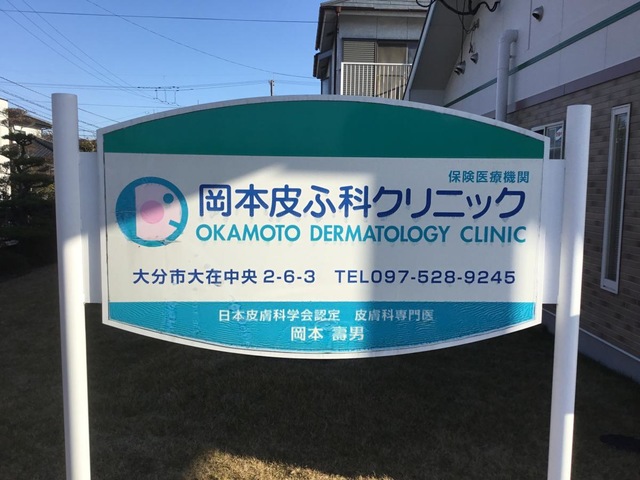 保険医療機関
岡本皮ふ科クリニック
OKAMOTO DERMATOLOGY CLINIC
大分市大在中央2-6-3 TEL097-528-9245
日本皮膚科学会認定 皮膚科専門医
岡本 壽男